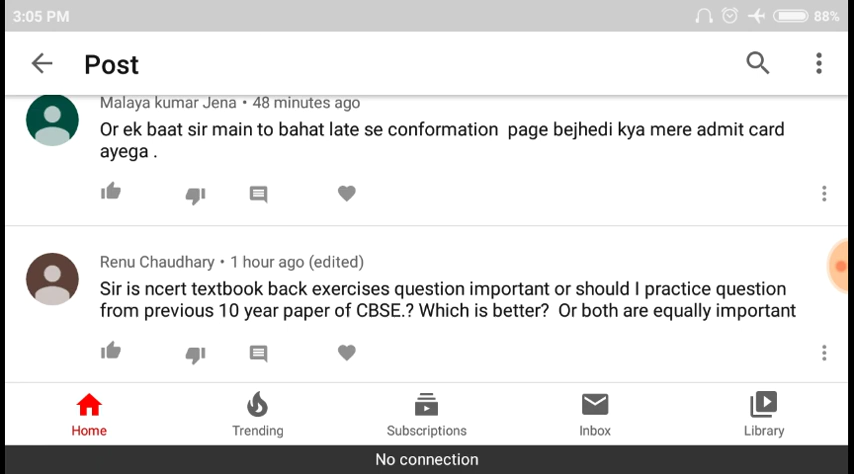 3:05 PM
88%
Post
Malaya kumar Jena • 48 minutes ago
Or ek baat sir main to bahat late se conformation page bejhedi kya mere admit card
ayega .
Renu Chaudhary • 1 hour ago (edited)
Sir is ncert textbook back exercises question important or should I practice question
from previous 10 year paper of CBSE.? Which is better? Or both are equally important
Home
Trending
Subscriptions
Inbox
Library
No connection